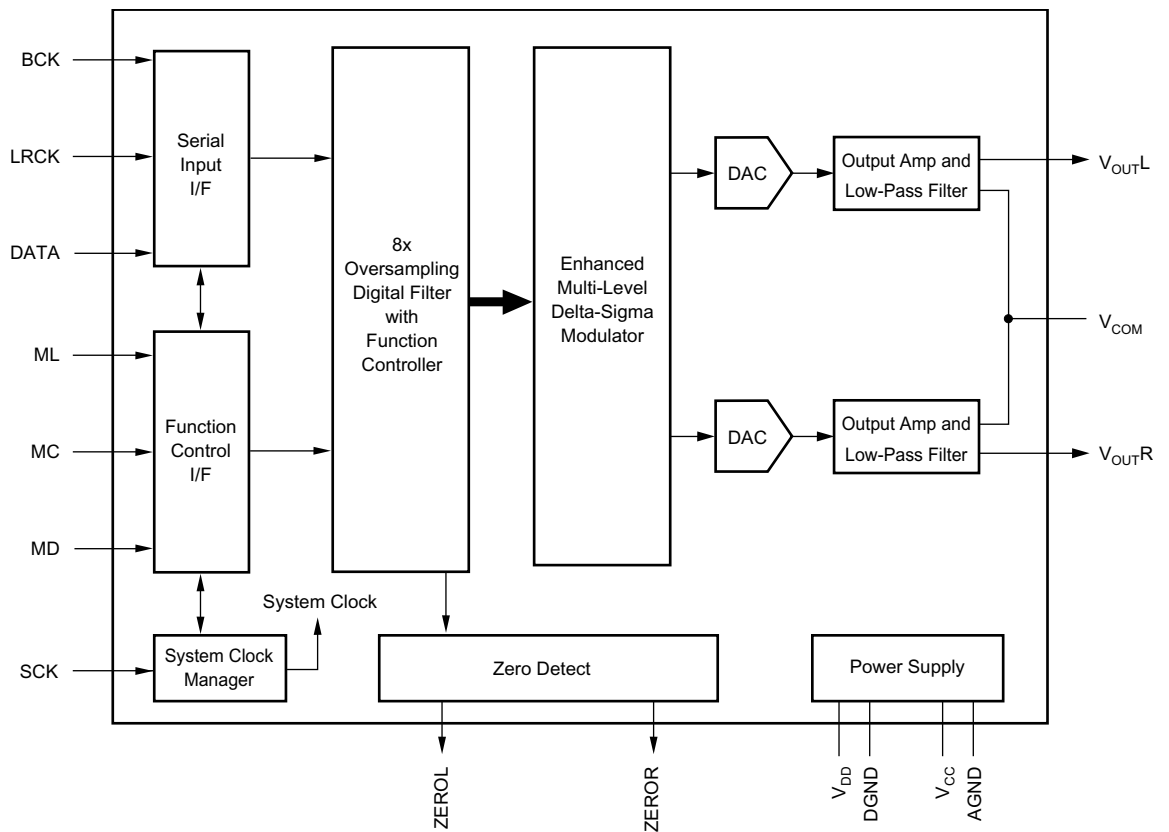 BCK
LRCK
DATA
ML
MC
MD
SCK
Serial
Input
I/F
Function
Control
I/F
System Clock
Manager
System Clock
8x
Oversampling
Digital Filter
with
Function
Controller
Enhanced
Multi-Level
Delta-Sigma
Modulator
DAC
Output Amp and
Low-Pass Filter
DAC
Output Amp and
Low-Pass Filter
VOUTL
VCOM
VOUTR
Zero Detect
Power Supply
ZEROL
ZEROR
VDD
DGND
VCC
AGND